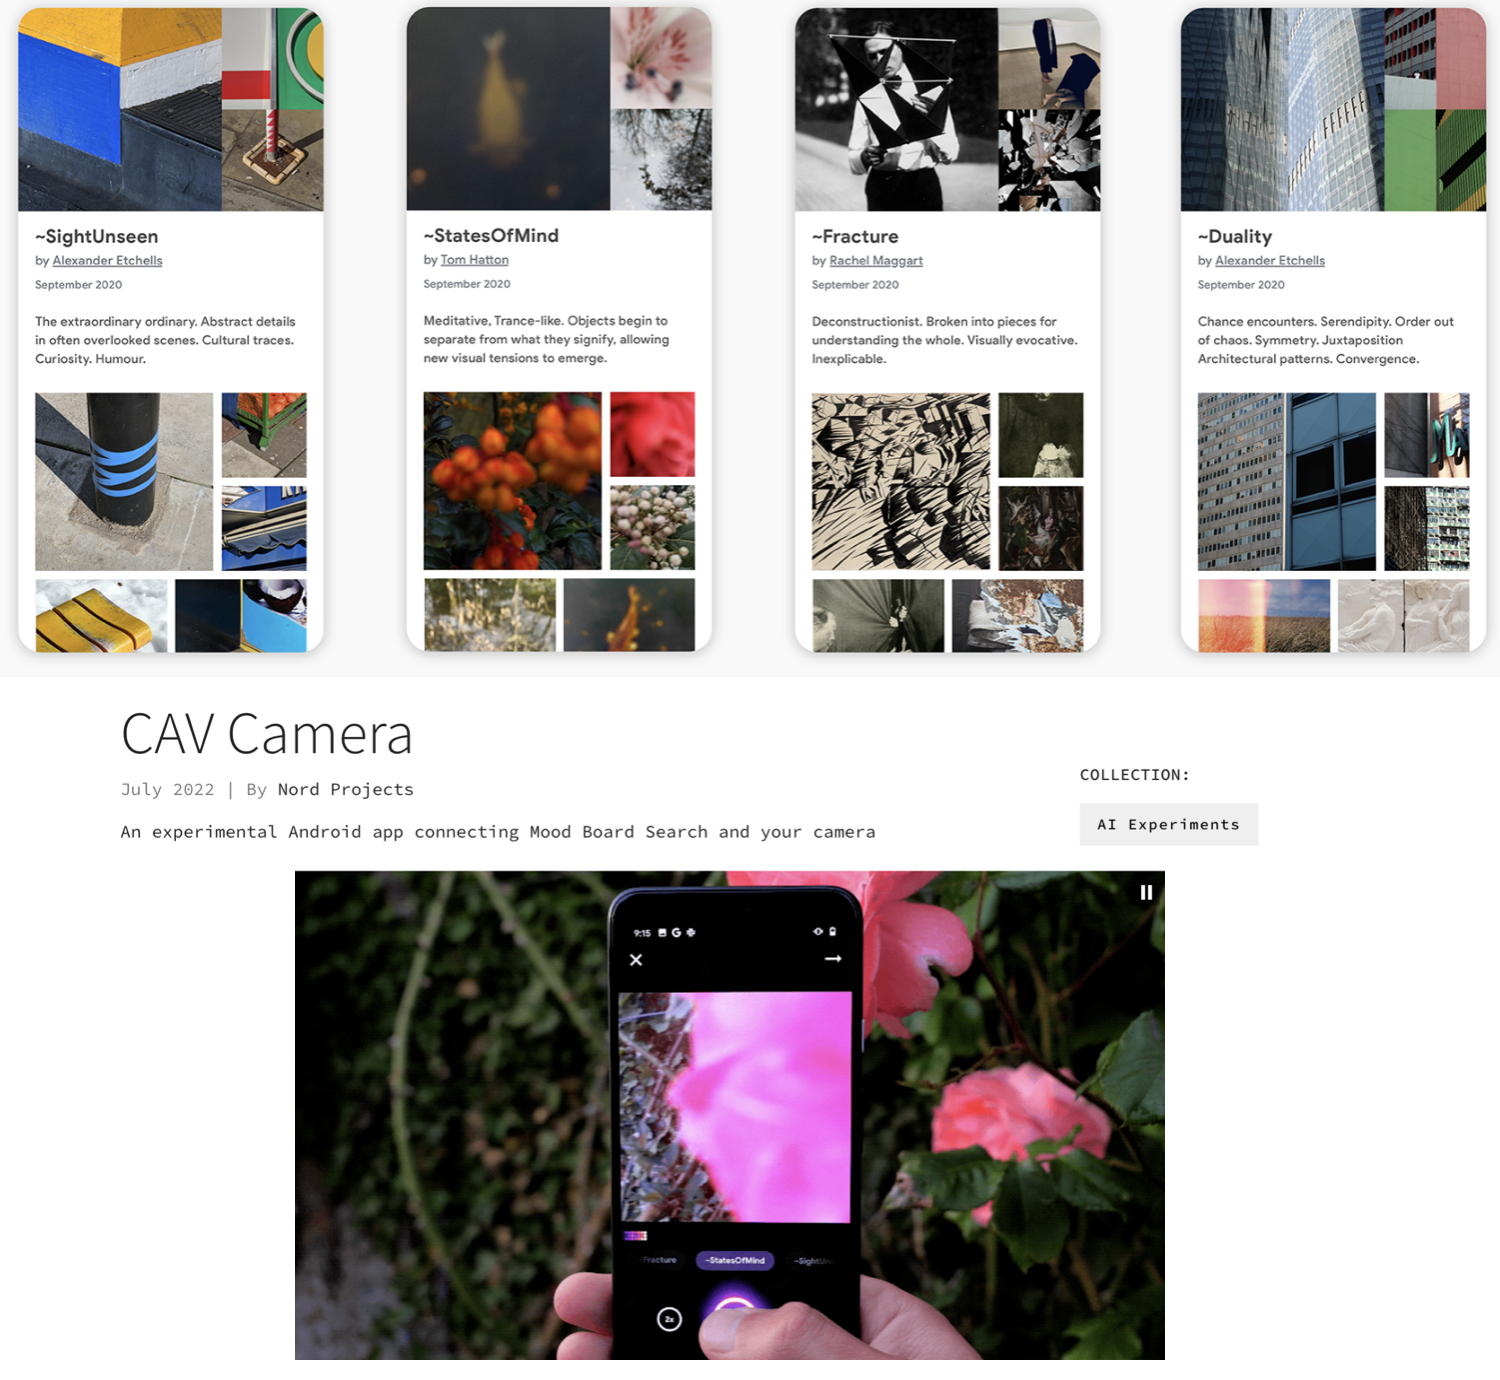 ~SightUnseen
by Alexander Etchells
September 2020
The extraordinary ordinary. Abstract details
in often overlooked scenes. Cultural traces.
Curiosity. Humour.
~StatesOfMind
by Tom Hatton
September 2020
Meditative, Trance-like. Objects begin to
separate from what they signify, allowing
new visual tensions to emerge.
~Fracture
by Rachel Maggart
September 2020
Deconstructionist. Broken into pieces for
understanding the whole. Visually evocative.
Inexplicable.
~Duality
by Alexander Etchells
September 2020
Chance encounters. Serendipity. Order out
of chaos. Symmetry. Juxtaposition
Architectural patterns. Convergence.
CAV Camera
July 2022 | By Nord Projects
An experimental Android app connecting Mood Board Search and your camera
COLLECTION:
AI Experiments
9:15 G
~Fracture ~StatesOfMind
2x